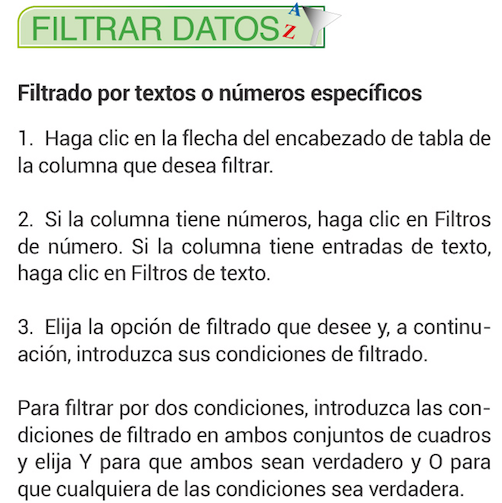 FILTRAR DATOS A Z
Filtrado por textos o números específicos
1. Haga clic en la flecha del encabezado de tabla de
la columna que desea filtrar.
2. Si la columna tiene números, haga clic en Filtros
de número. Si la columna tiene entradas de texto,
haga clic en Filtros de texto.
3. Elija la opción de filtrado que desee y, a continu-
ación, introduzca sus condiciones de filtrado.
Para filtrar por dos condiciones, introduzca las con-
diciones de filtrado en ambos conjuntos de cuadros
y elija Y para que ambos sean verdadero y O para
que cualquiera de las condiciones sea verdadera.